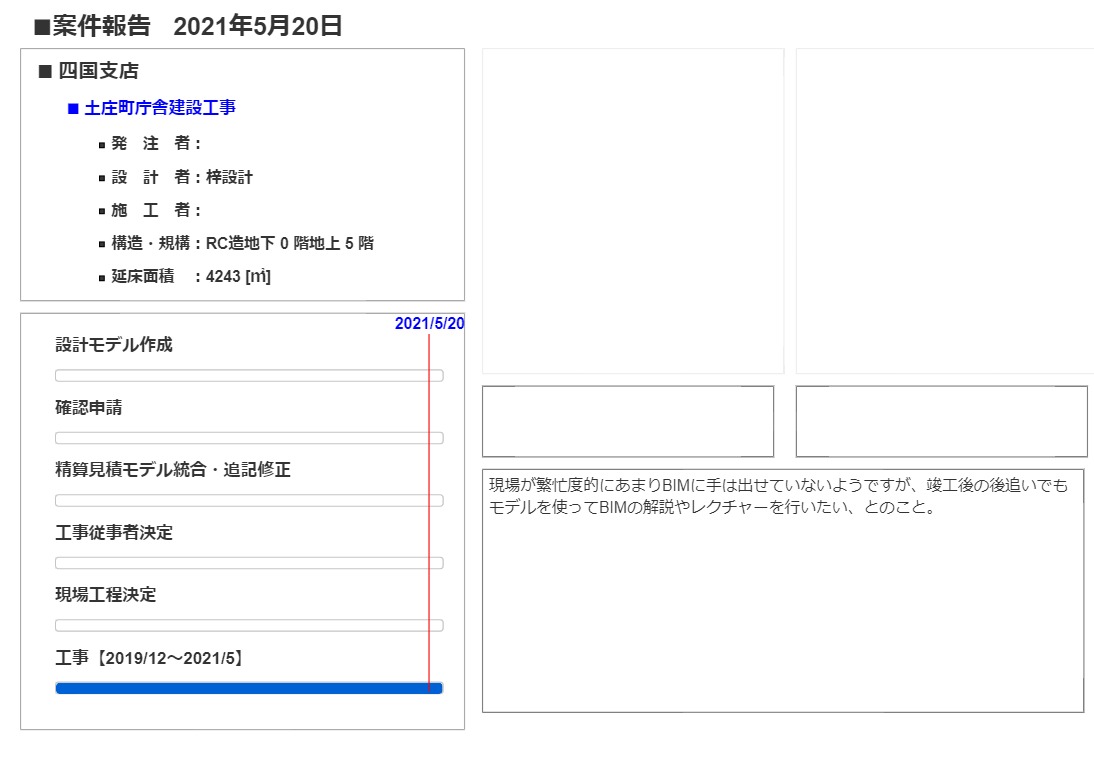 ■案件報告　2021年5月20日
■ 四国支店
■ 土庄町庁舎建設工事
▪ 発　注　者：
▪ 設　計　者：梓設計
▪ 施　工　者：
▪ 構造・規構：RC造地下 0 階地上 5 階
▪ 延床面積　：4243 [㎡]
2021/5/20
設計モデル作成
確認申請
精算見積モデル統合・追記修正
工事従事者決定
現場工程決定
工事【2019/12～2021/5】
現場が繁忙度的にあまりBIMに手は出せていないようですが、竣工後の後追いでも
モデルを使ってBIMの解説やレクチャーを行いたい、とのこと。